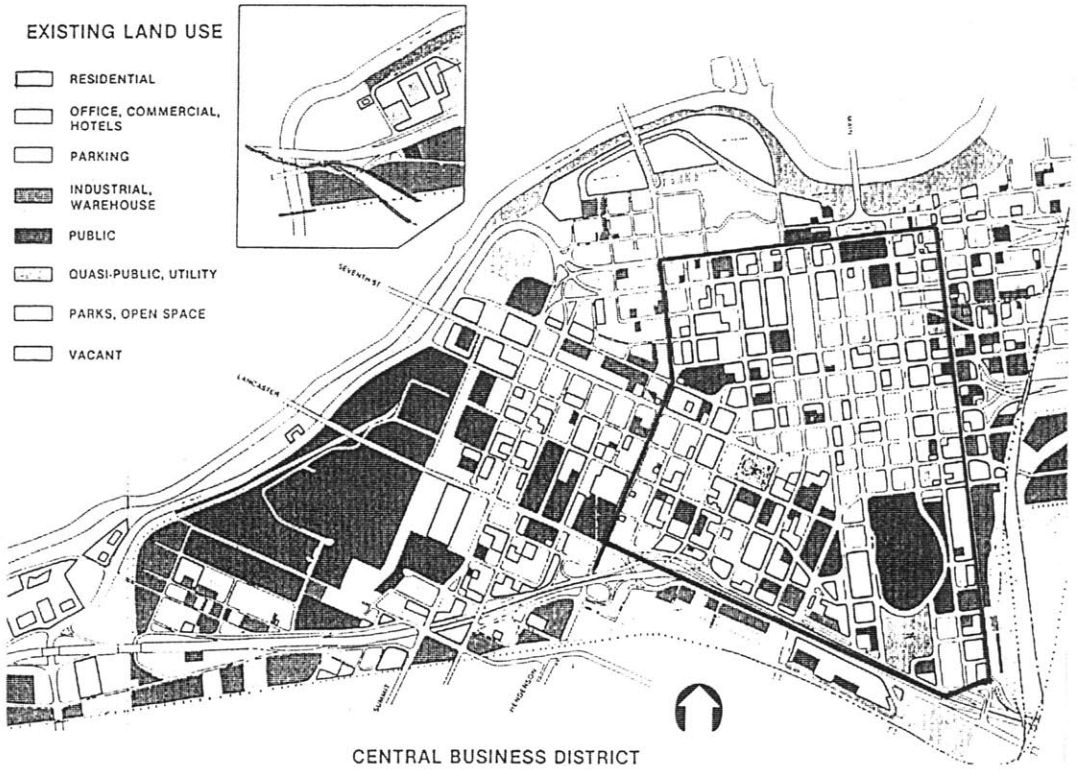 EXISTING LAND USE
RESIDENTIAL
OFFICE, COMMERCIAL,
HOTELS
PARKING
INDUSTRIAL,
WAREHOUSE
PUBLIC
QUASI-PUBLIC, UTILITY
PARKS, OPEN SPACE
VACANT
MAIN
SEVENTH ST
LANCASTER
SUMMIT
HENDERSON
CENTRAL BUSINESS DISTRICT